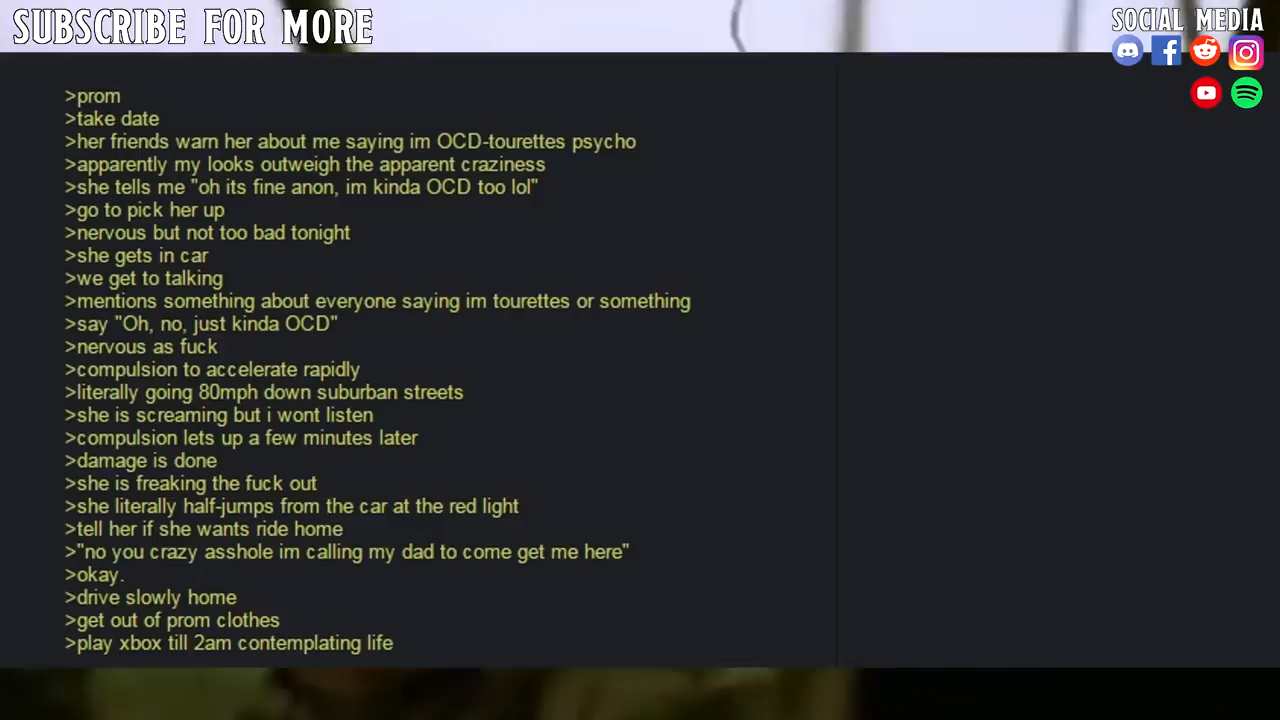 SUBSCRIBE FOR MORE
SOCIAL MEDIA
>prom
>take date
>her friends warn her about me saying im OCD-tourettes psycho
>apparently my looks outweigh the apparent craziness
>she tells me "oh its fine anon, im kinda OCD too lol"
>go to pick her up
>nervous but not too bad tonight
>she gets in car
>we get to talking
>mentions something about everyone saying im tourettes or something
>say "Oh, no, just kinda OCD"
>nervous as fuck
>compulsion to accelerate rapidly
>literally going 80mph down suburban streets
>she is screaming but i wont listen
>compulsion lets up a few minutes later
>damage is done
>she is freaking the fuck out
>she literally half-jumps from the car at the red light
>tell her if she wants ride home
>"no you crazy asshole im calling my dad to come get me here"
>okay.
>drive slowly home
>get out of prom clothes
>play xbox till 2am contemplating life